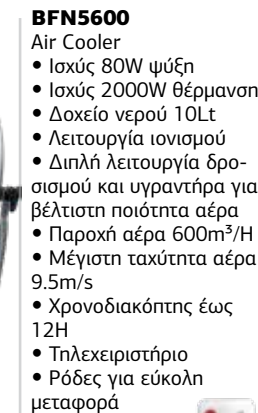 BFN5600
Air Cooler
• Ισχύς 80W ψύξη
• Ισχύς 2000W θέρμανση
• Δοχείο νερού 10Lt
• Λειτουργία ιονισμού
• Διπλή λειτουργία δρο-
σισμού και υγραντήρα για
βέλτιστη ποιότητα αέρα
• Παροχή αέρα 600m³/H
• Μέγιστη ταχύτητα αέρα
9.5m/s
• Χρονοδιακόπτης έως
12H
• Τηλεχειριστήριο
• Ρόδες για εύκολη
μεταφορά